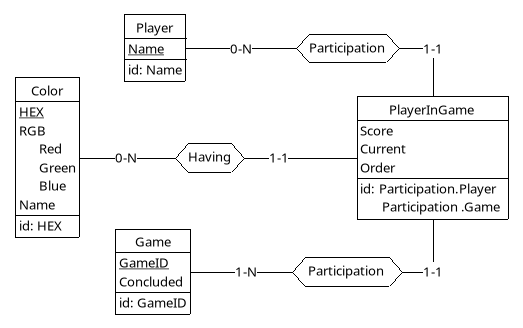 Player
Name
id: Name
0-N
Participation
1-1
Color
HEX
RGB
Red
Green
Blue
Name
id: HEX
0-N
Having
1-1
PlayerInGame
Score
Current
Order
id: Participation.Player
Participation .Game
Game
GameID
Concluded
id: GameID
1-N
Participation
1-1